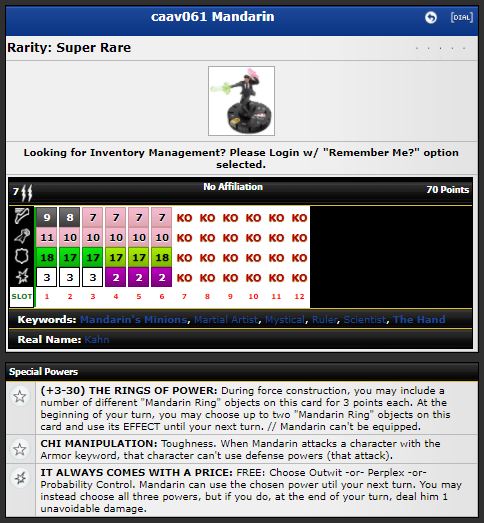 caav061 Mandarin
[DIAL]
Rarity: Super Rare
Looking for Inventory Management? Please Login w/ "Remember Me?" option
selected.
7 No Affiliation 70 Points
9 8 7 7 7 7 KO KO KO KO KO KO
11 10 10 10 10 10 KO KO KO KO KO KO
18 17 17 17 17 18 KO KO KO KO KO KO
3 3 3 2 2 2 KO KO KO KO KO KO
SLOT 1 2 3 4 5 6 7 8 9 10 11 12
Keywords: Mandarin's Minions, Martial Artist, Mystical, Ruler, Scientist, The Hand
Real Name: Kahn
Special Powers
(+3-30) THE RINGS OF POWER: During force construction, you may include a
number of different "Mandarin Ring" objects on this card for 3 points each. At the
beginning of your turn, you may choose up to two "Mandarin Ring" objects on this
card and use its EFFECT until your next turn. // Mandarin can't be equipped.
CHI MANIPULATION: Toughness. When Mandarin attacks a character with the
Armor keyword, that character can't use defense powers (that attack).
IT ALWAYS COMES WITH A PRICE: FREE: Choose Outwit -or- Perplex -or-
Probability Control. Mandarin can use the chosen power util your next turn. You may
instead choose all three powers, but if you do, at the end of your turn, deal him 1
unavoidable damage.